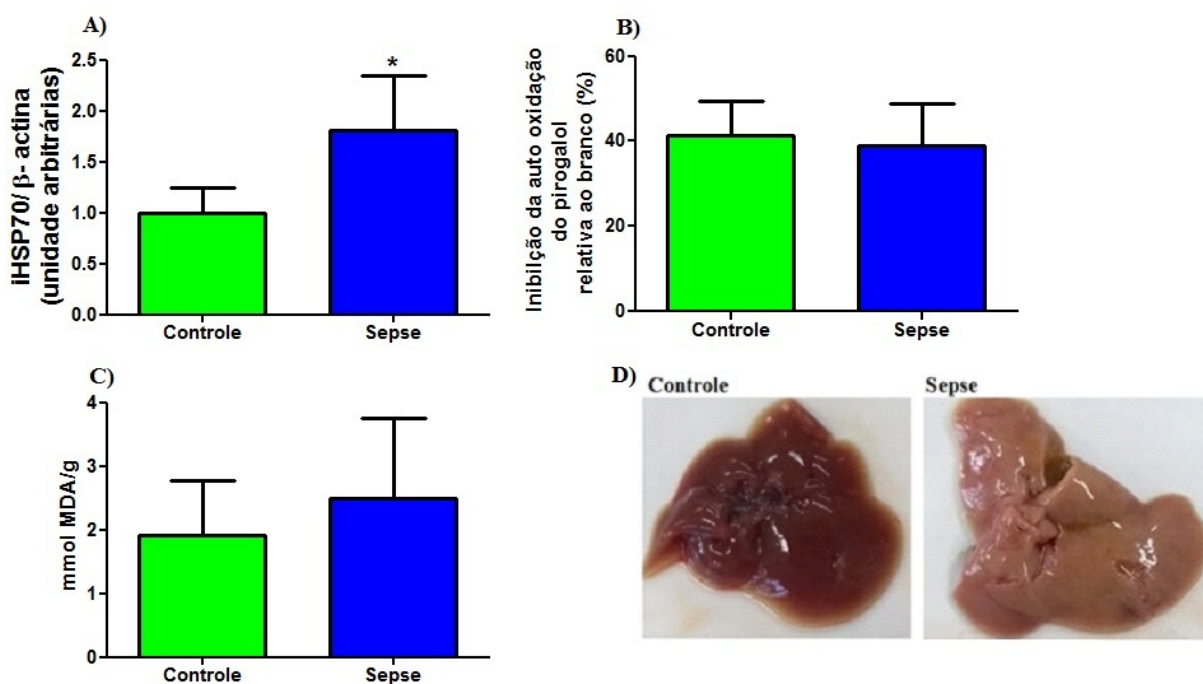 A)
iHSP70/ β- actina
(unidade arbitrárias)
2.5
2.0
1.5
1.0
0.5
0.0
*
Controle
Sepse
B)
Inibilção da auto oxidação
do pirogalol
relativa ao branco (%)
60
40
20
0
Controle
Sepse
C)
mmol MDA/g
4
3
2
1
0
Controle
Sepse
D)
Controle
Sepse